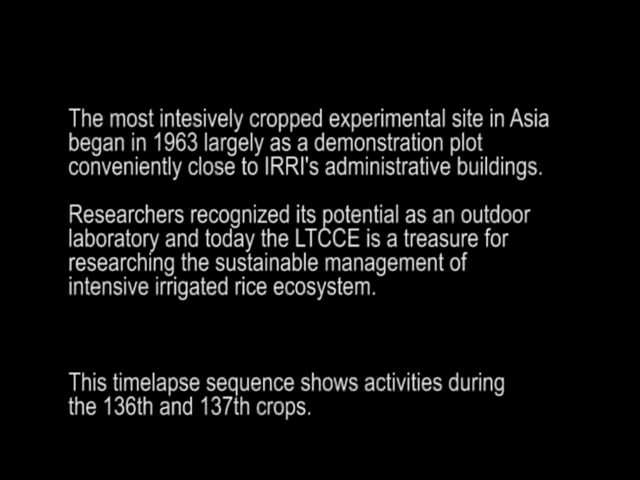 The most intesively cropped experimental site in Asia
began in 1963 largely as a demonstration plot
conveniently close to IRRI's administrative buildings.
Researchers recognized its potential as an outdoor
laboratory and today the LTCCE is a treasure for
researching the sustainable management of
intensive irrigated rice ecosystem.
This timelapse sequence shows activities during
the 136th and 137th crops.